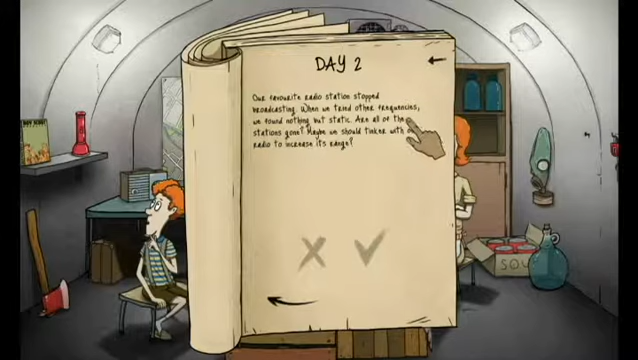 DAY 2
Our favourite radio station stopped
broadcasting. When we tried other frequencies,
we found nothing but static. Are all of the
stations gone? Maybe we should tinker with
radio to increase its range?
SOUP